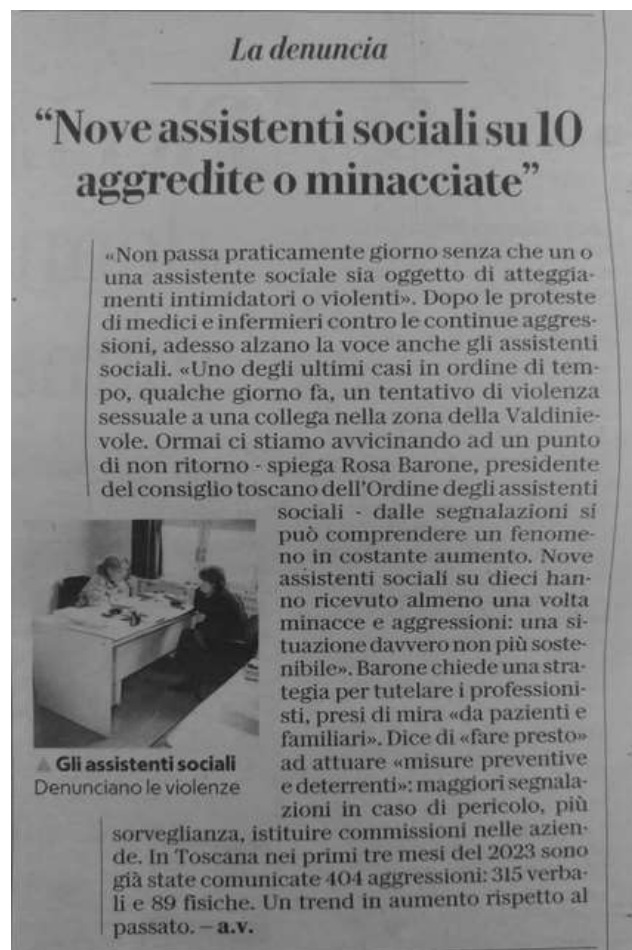 La denuncia
“Nove assistenti sociali su 10
aggredite o minacciate”
«Non passa praticamente giorno senza che un o
una assistente sociale sia oggetto di atteggia-
menti intimidatori o violenti». Dopo le proteste
di medici e infermieri contro le continue aggres-
sioni, adesso alzano la voce anche gli assistenti
sociali. «Uno degli ultimi casi in ordine di tem-
po, qualche giorno fa, un tentativo di violenza
sessuale a una collega nella zona della Valdinie-
vole. Ormai ci stiamo avvicinando ad un punto
di non ritorno - spiega Rosa Barone, presidente
del consiglio toscano dell'Ordine degli assistenti
sociali - dalle segnalazioni si
può comprendere un fenome-
no in costante aumento. Nove
assistenti sociali su dieci han-
no ricevuto almeno una volta
minacce e aggressioni: una si-
tuazione davvero non più soste-
nibile». Barone chiede una stra-
tegia per tutelare i professioni-
sti, presi di mira «da pazienti e
familiari». Dice di «fare presto»
ad attuare «misure preventive
e deterrenti»: maggiori segnala-
zioni in caso di pericolo, più
sorveglianza, istituire commissioni nelle azien-
de. In Toscana nei primi tre mesi del 2023 sono
già state comunicate 404 aggressioni: 315 verba-
li e 89 fisiche. Un trend in aumento rispetto al
passato. – a.v.
▲ Gli assistenti sociali
Denunciano le violenze